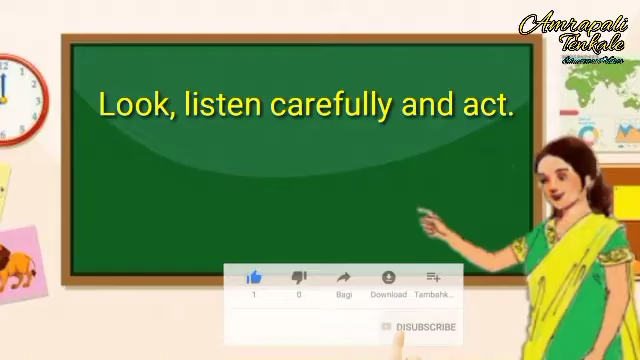 Amrapali
Tenkale
Look, listen carefully and act.
1 0 Bagi Download Tambahk...
DISUBSCRIBE